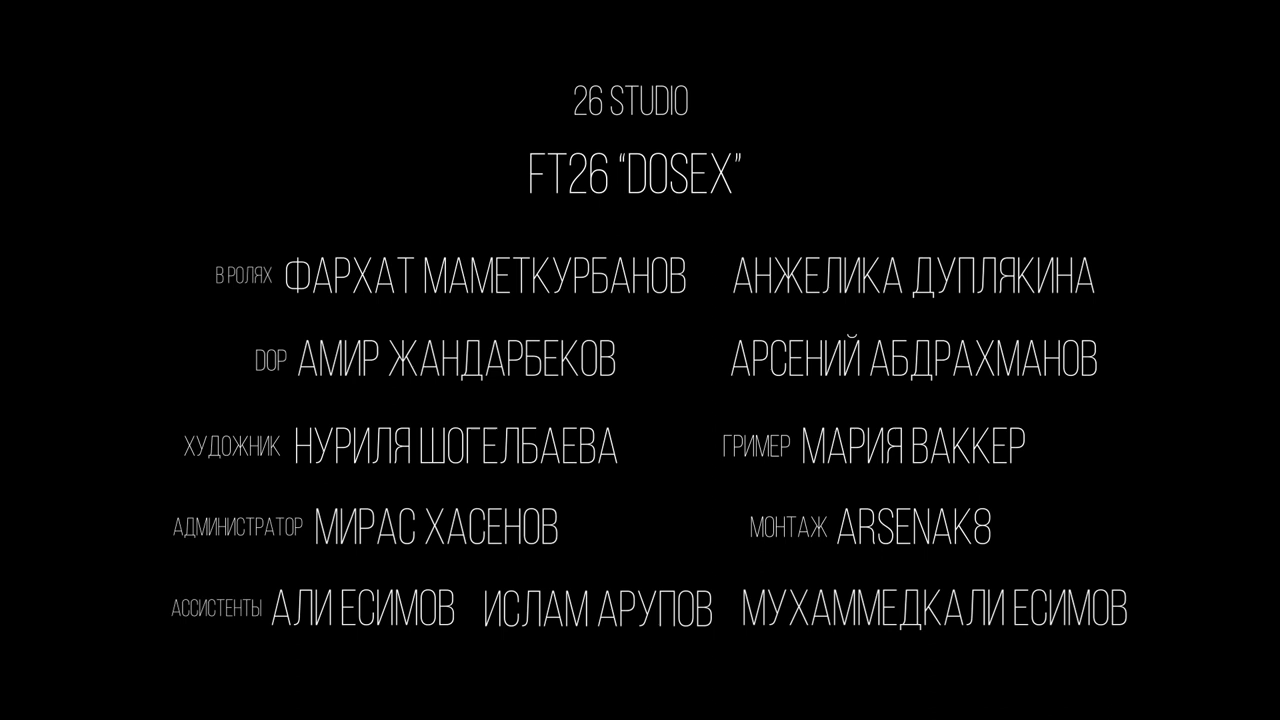 26 STUDIO
FT26 “DOSEX”
В РОЛЯХ ФАРХАТ МАМЕТКУРБАНОВ АНЖЕЛИКА ДУПЛЯКИНА
DOP АМИР ЖАНДАРБЕКОВ АРСЕНИЙ АБДРАХМАНОВ
ХУДОЖНИК НУРИЛЯ ШОГЕЛБАЕВА ГРИМЕР МАРИЯ ВАККЕР
АДМИНИСТРАТОР МИРАС ХАСЕНОВ МОНТАЖ ARSENAK8
АССИСТЕНТЫ АЛИ ЕСИМОВ ИСЛАМ АРУПОВ МУХАММЕДКАЛИ ЕСИМОВ